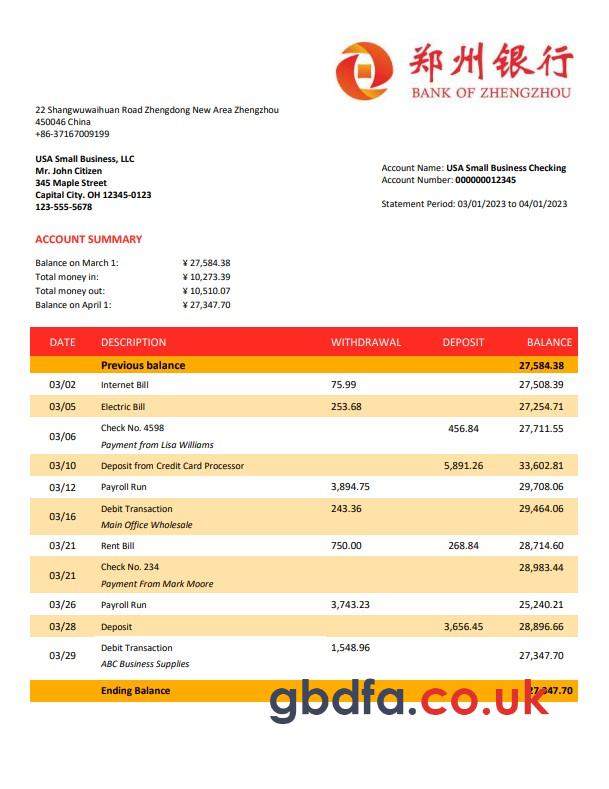 郑州银行
BANK OF ZHENGZHOU
22 Shangwuwaihuan Road Zhengdong New Area Zhengzhou
450046 China
+86-37167009199
USA Small Business, LLC
Mr. John Citizen
345 Maple Street
Capital City. OH 12345-0123
123-555-5678
Account Name: USA Small Business Checking
Account Number: 000000012345
Statement Period: 03/01/2023 to 04/01/2023
ACCOUNT SUMMARY
Balance on March 1: ¥ 27,584.38
Total money in: ¥ 10,273.39
Total money out: ¥ 10,510.07
Balance on April 1: ¥ 27,347.70
DATE DESCRIPTION WITHDRAWAL DEPOSIT BALANCE
Previous balance 27,584.38
03/02 Internet Bill 75.99 27,508.39
03/05 Electric Bill 253.68 27,254.71
03/06 Check No. 4598 456.84 27,711.55
Payment from Lisa Williams
03/10 Deposit from Credit Card Processor 5,891.26 33,602.81
03/12 Payroll Run 3,894.75 29,708.06
03/16 Debit Transaction 243.36 29,464.06
Main Office Wholesale
03/21 Rent Bill 750.00 268.84 28,714.60
03/21 Check No. 234 28,983.44
Payment From Mark Moore
03/26 Payroll Run 3,743.23 25,240.21
03/28 Deposit 3,656.45 28,896.66
03/29 Debit Transaction 1,548.96 27,347.70
ABC Business Supplies
Ending Balance 27,347.70
gbdfa.co.uk